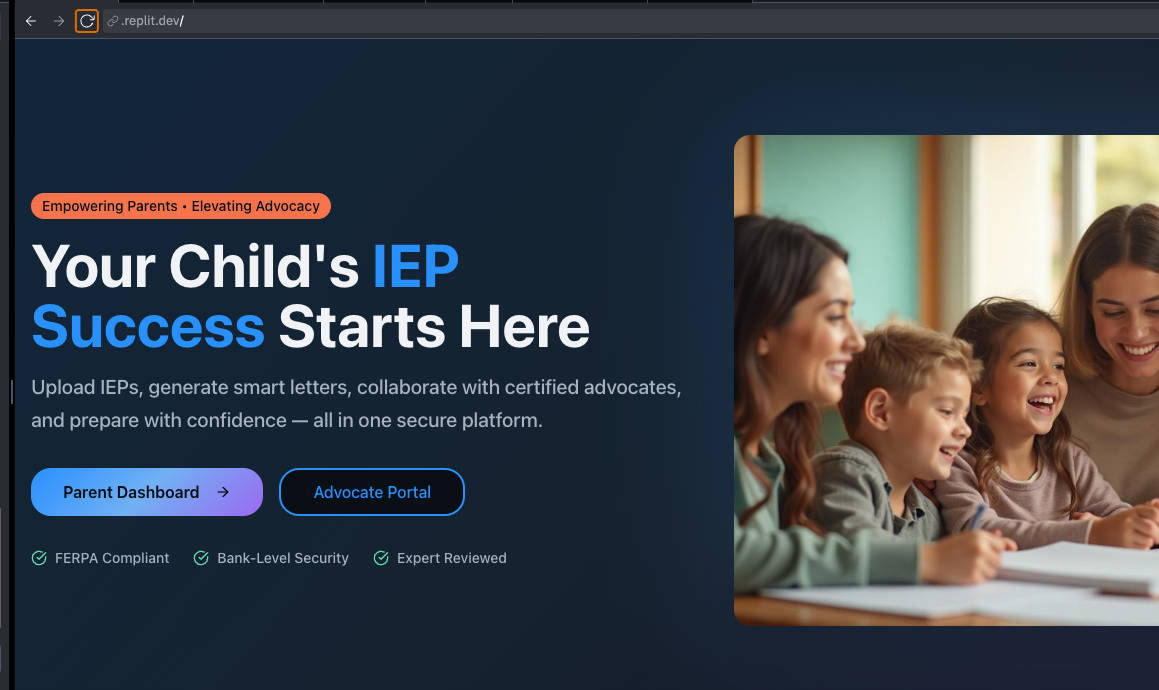 .replit.dev/
Empowering Parents • Elevating Advocacy
Your Child's IEP
Success Starts Here
Upload IEPs, generate smart letters, collaborate with certified advocates,
and prepare with confidence — all in one secure platform.
Parent Dashboard →
Advocate Portal
FERPA Compliant
Bank-Level Security
Expert Reviewed